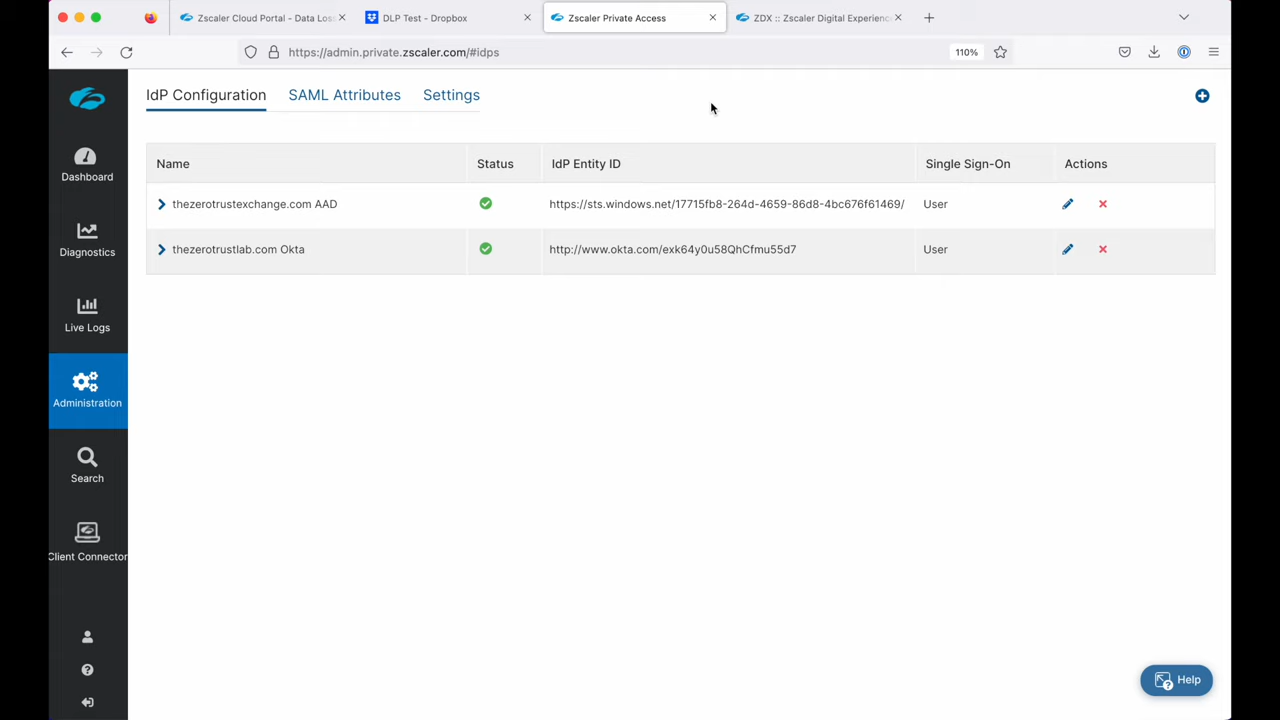 Zscaler Cloud Portal - Data Los
DLP Test - Dropbox
Zscaler Private Access
ZDX :: Zscaler Digital Experienc
https://admin.private.zscaler.com/#idps
110%
IdP Configuration
SAML Attributes
Settings
Name
Status
IdP Entity ID
Single Sign-On
Actions
thezerotrustexchange.com AAD
https://sts.windows.net/17715fb8-264d-4659-86d8-4bc676f61469/
User
thezerotrustlab.com Okta
http://www.okta.com/exk64y0u58QhCfmu55d7
User
Dashboard
Diagnostics
Live Logs
Administration
Search
Client Connector
Help